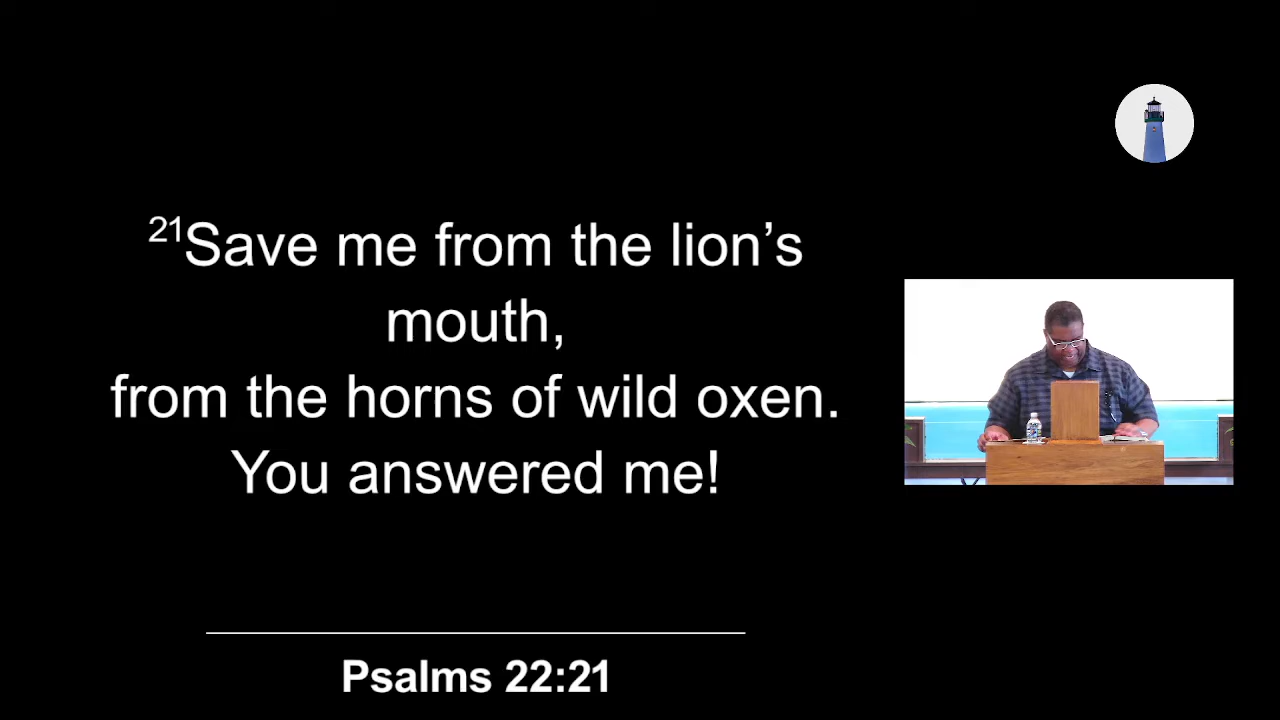 21Save me from the lion’s
mouth,
from the horns of wild oxen.
You answered me!
Psalms 22:21